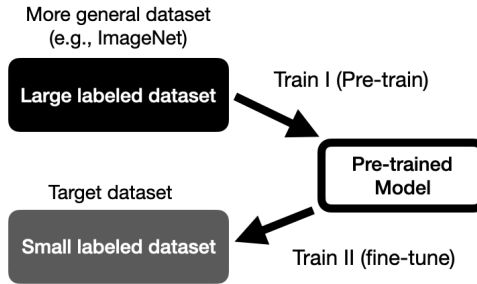 More general dataset
(e.g., ImageNet)
Large labeled dataset
Train I (Pre-train)
Pre-trained
Model
Target dataset
Small labeled dataset
Train II (fine-tune)